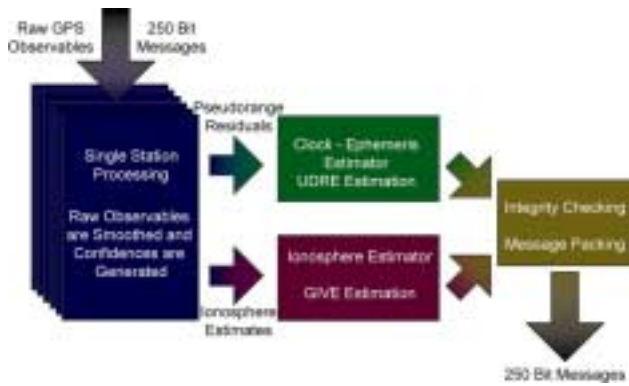 Raw GPS
Observables
250 Bit
Messages
Single Station
Processing
Raw Observables
are Smoothed and
Confidences are
Generated
Pseudorange
Residuals
Ionosphere
Estimates
Clock - Ephemeris
Estimator
UDRE Estimation
Ionosphere Estimator
GIVE Estimation
Integrity Checking
Message Packing
250 Bit Messages